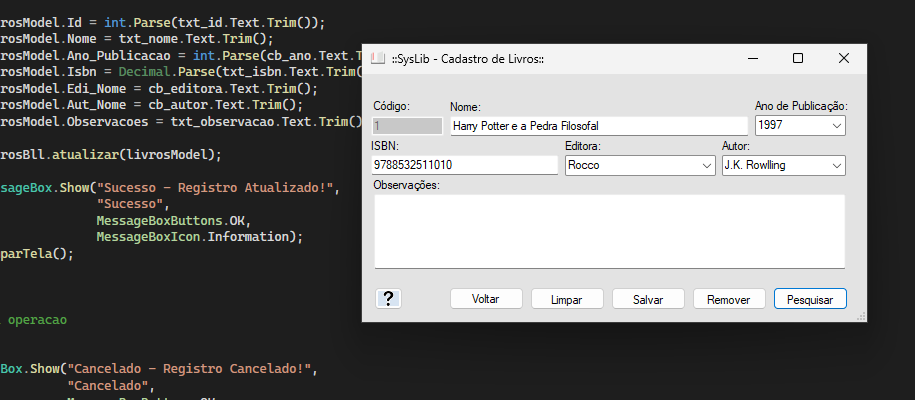 rosModel.Id = int.Parse(txt_id.Text.Trim());
rosModel.Nome = txt_nome.Text.Trim();
rosModel.Ano_Publicacao = int.Parse(cb_ano.Text.T
rosModel.Isbn = Decimal.Parse(txt_isbn.Text.Trim(
rosModel.Edi_Nome = cb_editora.Text.Trim();
rosModel.Aut_Nome = cb_autor.Text.Trim();
rosModel.Observacoes = txt_observacao.Text.Trim()
rosBll.atualizar(livrosModel);
sageBox.Show("Sucesso - Registro Atualizado!",
"Sucesso",
MessageBoxButtons.OK,
MessageBoxIcon.Information);
parTela();
operacao
Box.Show("Cancelado - Registro Cancelado!",
"Cancelado",
::SysLib - Cadastro de Livros::
Código: Nome: Ano de Publicação:
1 Harry Potter e a Pedra Filosofal 1997
ISBN: Editora: Autor:
9788532511010 Rocco J.K. Rowlling
Observações:
? Voltar Limpar Salvar Remover Pesquisar